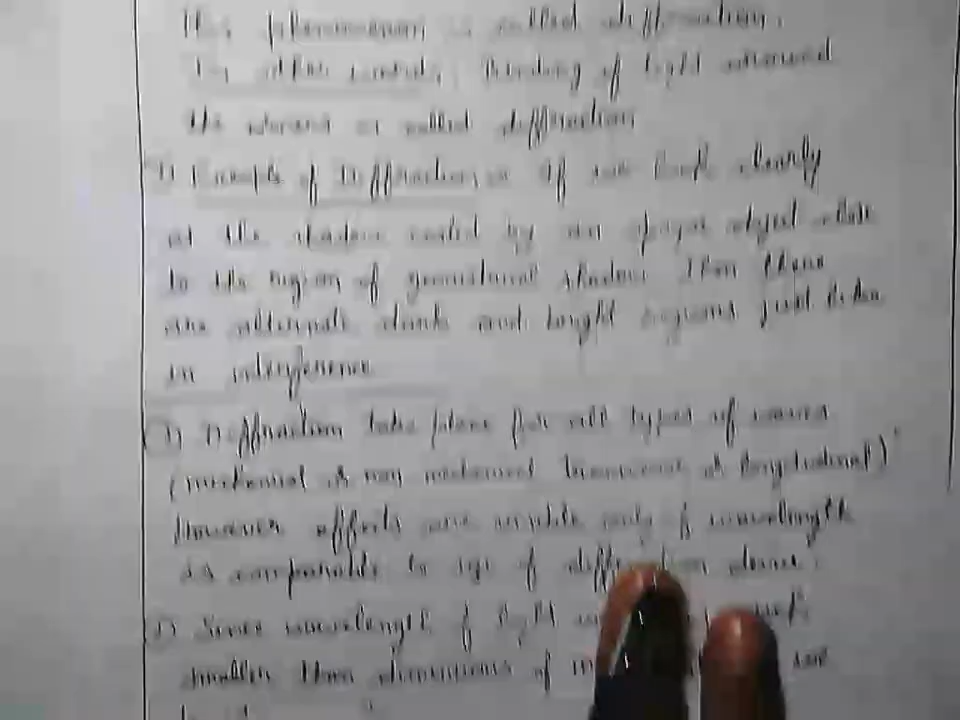 This phenomenon is called diffraction.
In other words, Bending of light around
the corners is called diffraction
Example of Diffraction :- If we look clearly
at the shadow casted by an opaque object close
to the region of geometrical shadow then there
are alternate dark and bright regions just like
in interference
1) Diffraction take place for all types of waves
(mechanical or non mechanical transverse or longitudinal)
However effects are only if wavelength
is comparable to size of diffraction
Since wavelength of light
smaller than dimensions of we